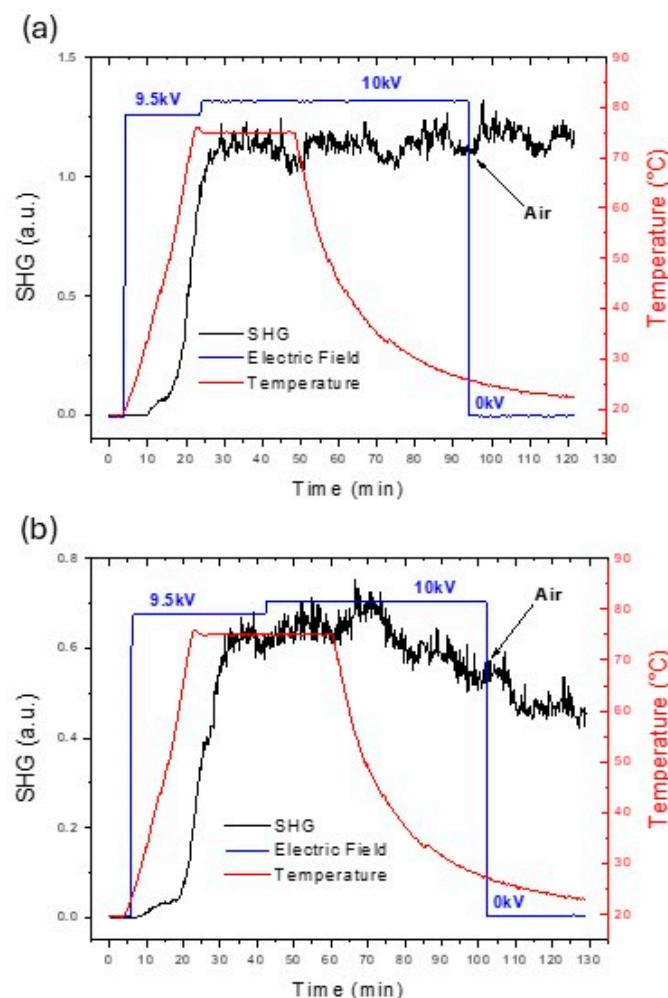 (a)
1.5
1.0
0.5
0.0
SHG (a.u.)
9.5kV
10kV
Air
0kV
SHG
Electric Field
Temperature
90
80
70
60
50
40
30
20
Temperature (°C)
0 10 20 30 40 50 60 70 80 90 100 110 120 130
Time (min)
(b)
0.8
0.6
0.4
0.2
0.0
SHG (a.u.)
9.5kV
10kV
Air
0kV
SHG
Electric Field
Temperature
90
80
70
60
50
40
30
20
Temperature (°C)
0 10 20 30 40 50 60 70 80 90 100 110 120 130
Time (min)